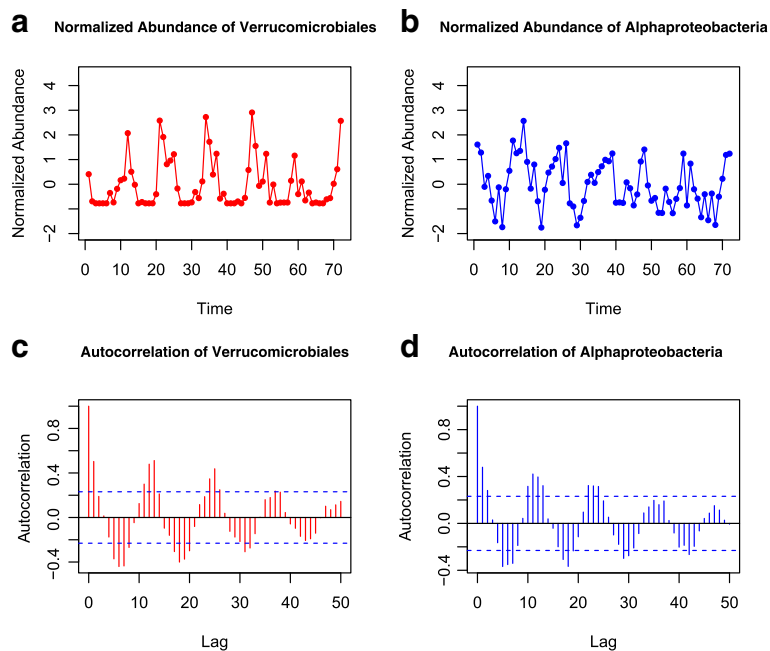 a Normalized Abundance of Verrucomicrobiales
Normalized Abundance
4
2
1
0
−2
0 10 20 30 40 50 60 70
Time
b Normalized Abundance of Alphaproteobacteria
Normalized Abundance
4
2
1
0
−2
0 10 20 30 40 50 60 70
Time
c Autocorrelation of Verrucomicrobiales
Autocorrelation
0.8
0.4
0.0
−0.4
0 10 20 30 40 50
Lag
d Autocorrelation of Alphaproteobacteria
Autocorrelation
0.8
0.4
0.0
−0.4
0 10 20 30 40 50
Lag